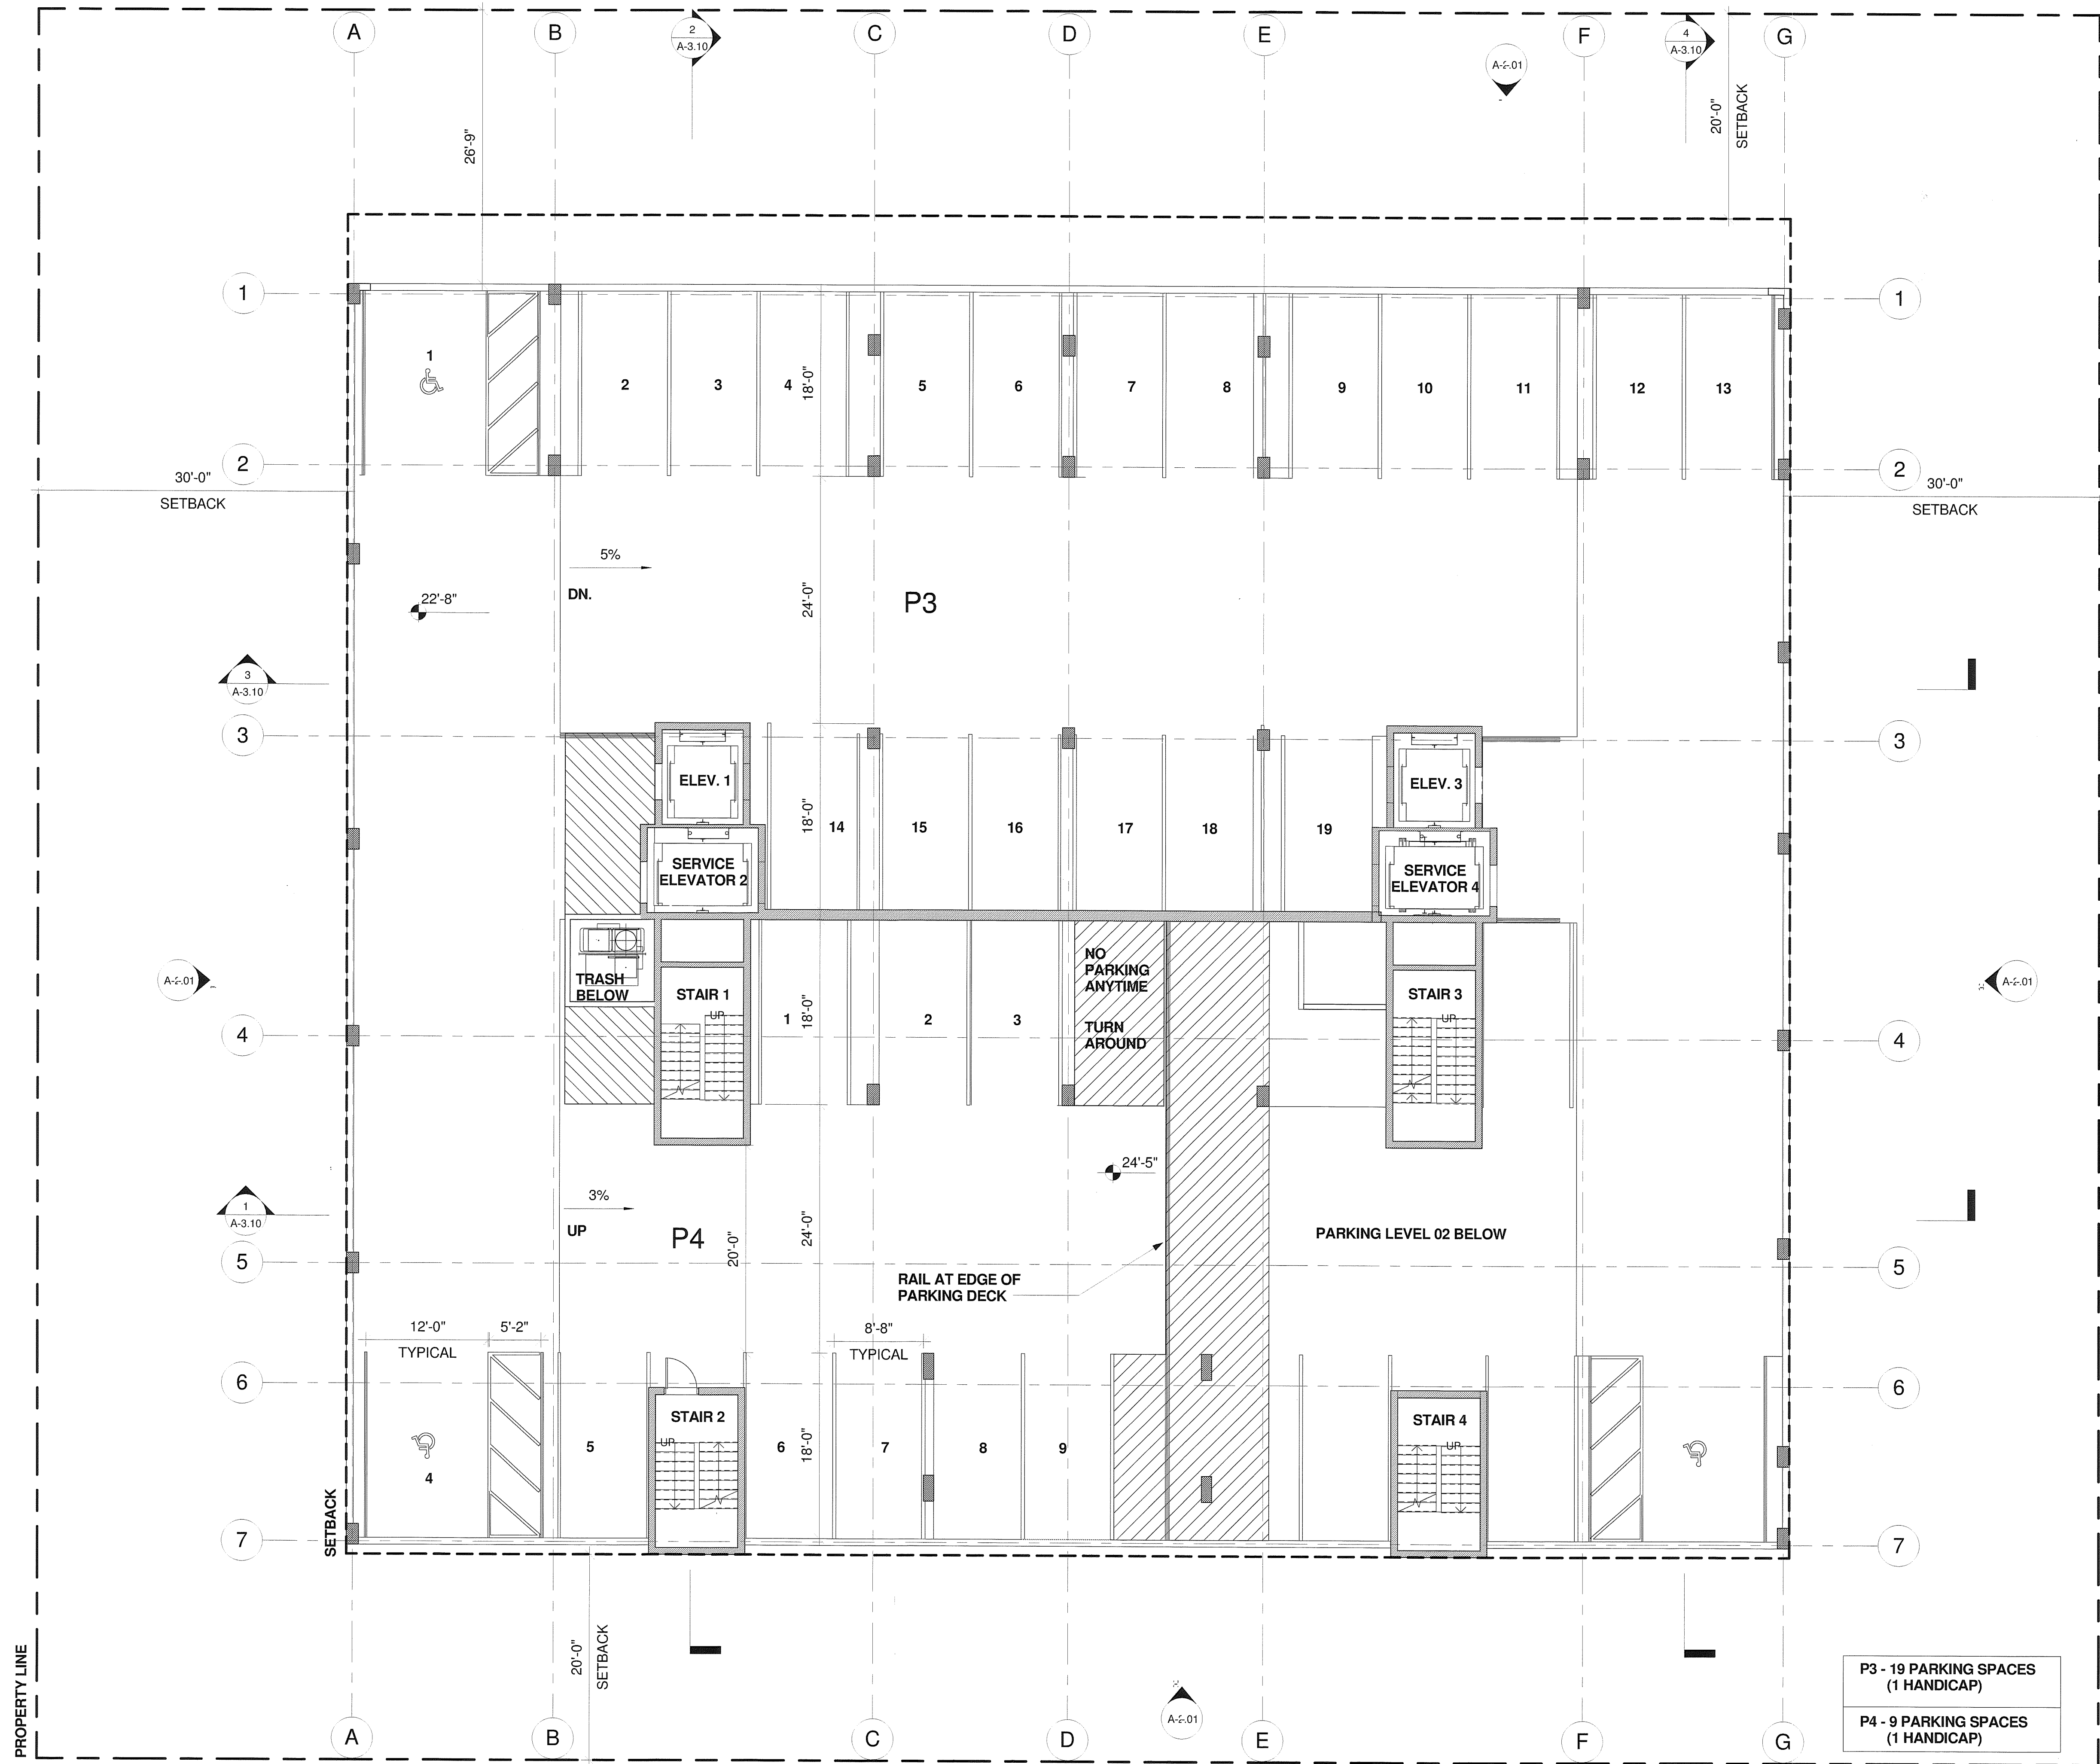 A
B
2
A-3.10
C
D
E
A-2.01
F
4
A-3.10
G
26'-9"
20'-0"
SETBACK
1
1
1
2
3
4
18'-0"
5
6
7
8
9
10
11
12
13
2
2
30'-0"
SETBACK
30'-0"
SETBACK
5%
DN.
22'-8"
24'-0"
P3
3
A-3.10
3
3
ELEV. 1
ELEV. 3
18'-0"
14
15
16
17
18
19
SERVICE
ELEVATOR 2
SERVICE
ELEVATOR 4
A-2.01
TRASH
BELOW
STAIR 1
UP
NO
PARKING
ANYTIME
TURN
AROUND
STAIR 3
UP
A-2.01
1
18'-0"
2
3
4
4
24'-5"
3%
UP
P4
20'-0"
24'-0"
PARKING LEVEL 02 BELOW
1
A-3.10
5
5
RAIL AT EDGE OF
PARKING DECK
12'-0"
TYPICAL
5'-2"
8'-8"
TYPICAL
6
6
STAIR 2
UP
STAIR 4
UP
4
5
6
18'-0"
7
8
9
SETBACK
7
7
20'-0"
SETBACK
PROPERTY LINE
P3 - 19 PARKING SPACES
(1 HANDICAP)
P4 - 9 PARKING SPACES
(1 HANDICAP)
A
B
C
D
A-2.01
E
F
G